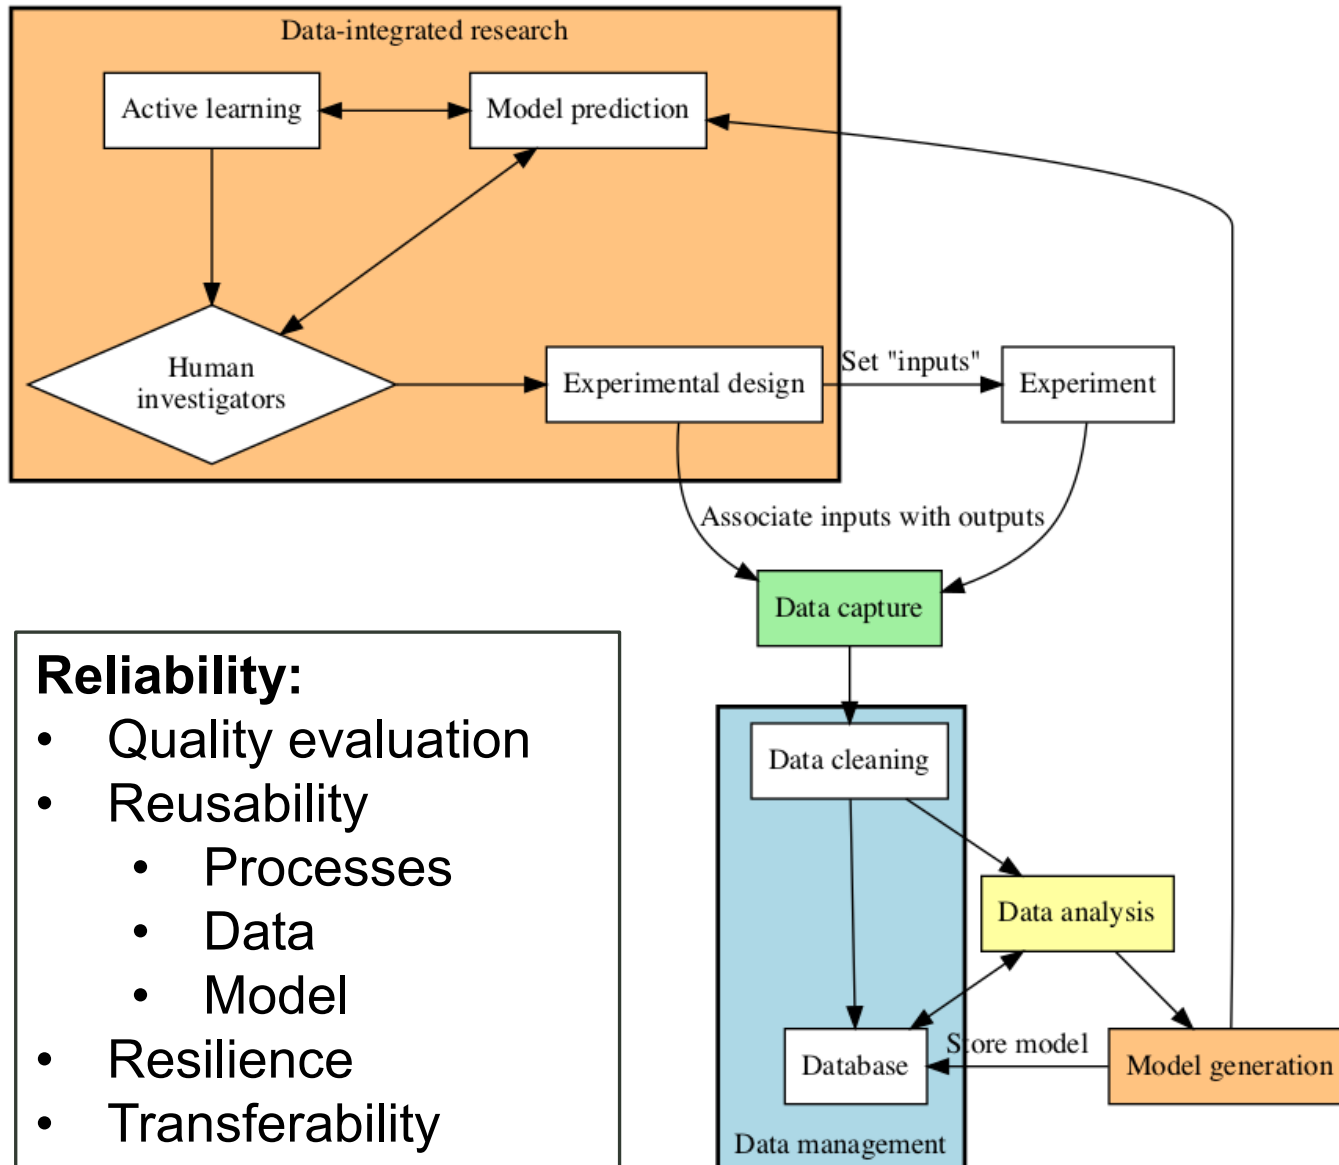 Data-integrated research
Active learning
Model prediction
Human
investigators
Experimental design
Set "inputs"
Experiment
Associate inputs with outputs
Data capture
Reliability:
• Quality evaluation
• Reusability
• Processes
• Data
• Model
• Resilience
• Transferability
Data cleaning
Data analysis
Database
Store model
Model generation
Data management